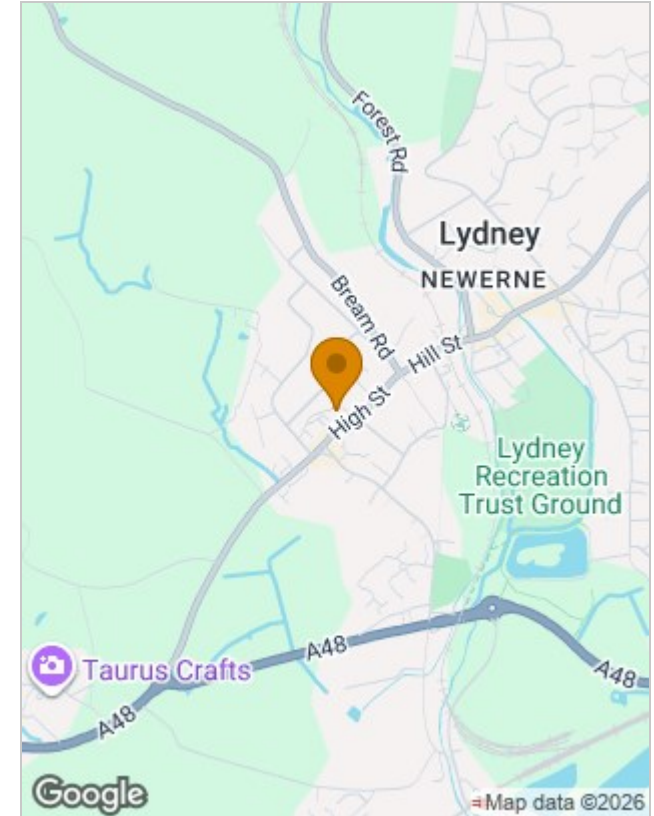 Forest Rd
Lydney
NEWERNE
Bream Rd
Hill St
High St
Lydney
Recreation
Trust Ground
A48
Taurus Crafts
A48
A48
Google
Map data ©2026